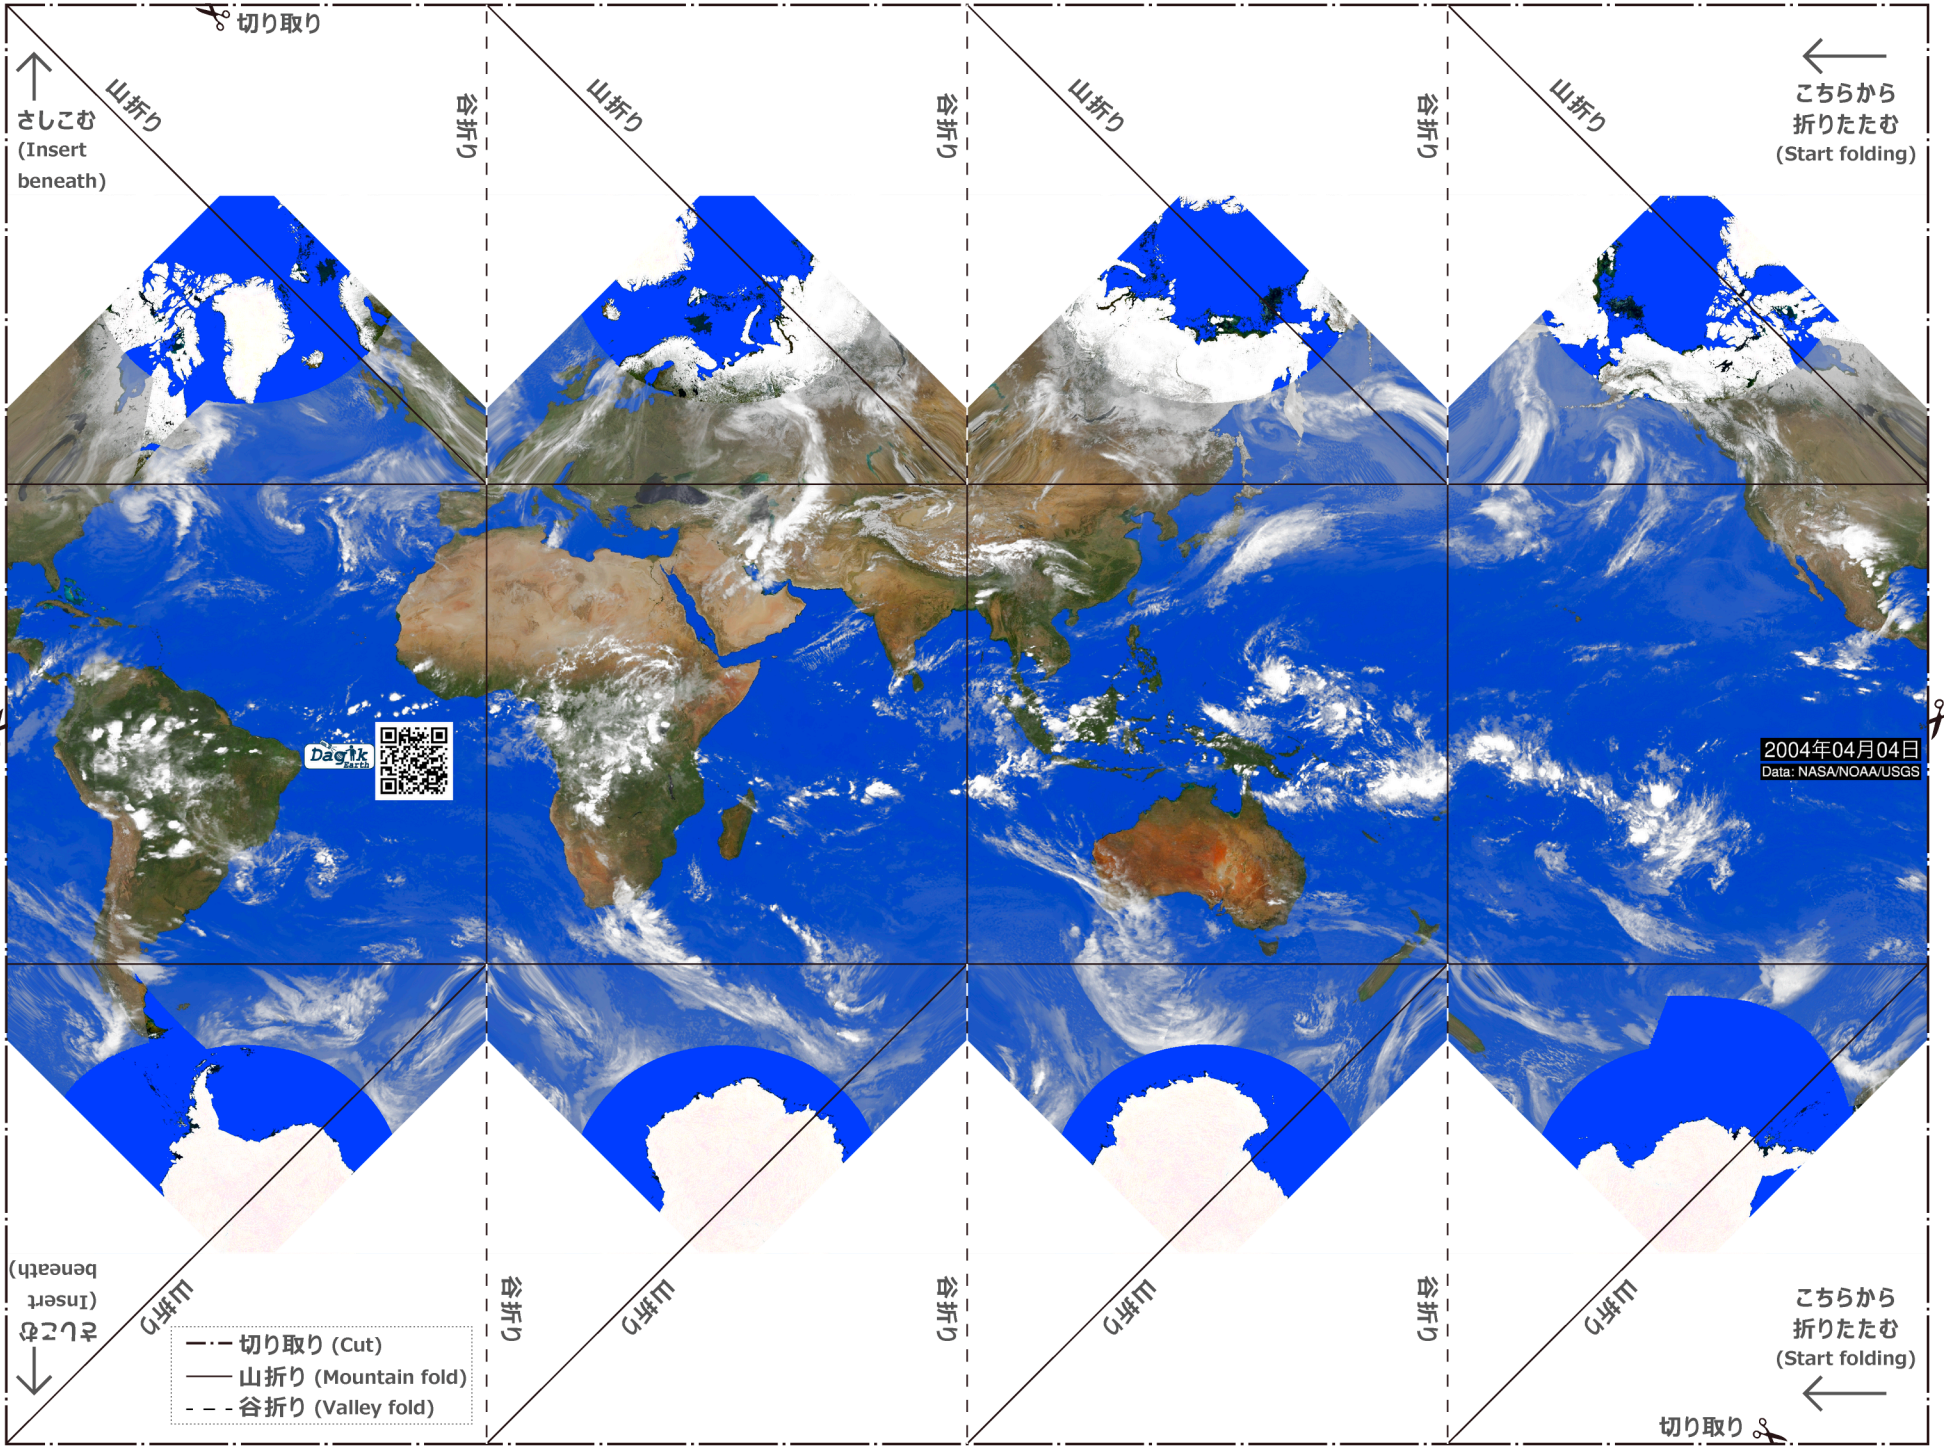 切り取り
山折り
谷折り
山折り
谷折り
山折り
谷折り
山折り
さしこむ
(Insert
beneath)
こちらから
折りたたむ
(Start folding)
Dagik
Earth
2004年04月04日
Data: NASA/NOAA/USGS
さしこむ
(Insert
beneath)
山折り
谷折り
山折り
谷折り
山折り
谷折り
山折り
切り取り (Cut)
山折り (Mountain fold)
谷折り (Valley fold)
こちらから
折りたたむ
(Start folding)
切り取り